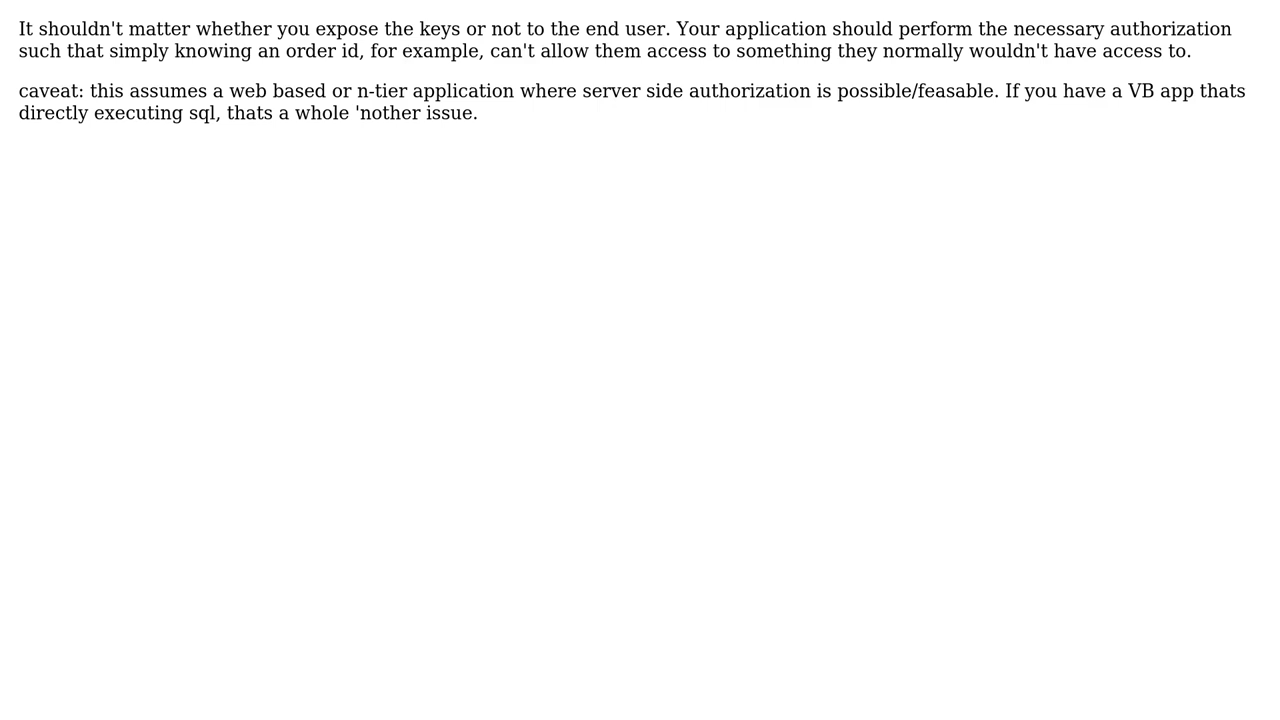 It shouldn't matter whether you expose the keys or not to the end user. Your application should perform the necessary authorization
such that simply knowing an order id, for example, can't allow them access to something they normally wouldn't have access to.
caveat: this assumes a web based or n-tier application where server side authorization is possible/feasable. If you have a VB app thats
directly executing sql, thats a whole 'nother issue.